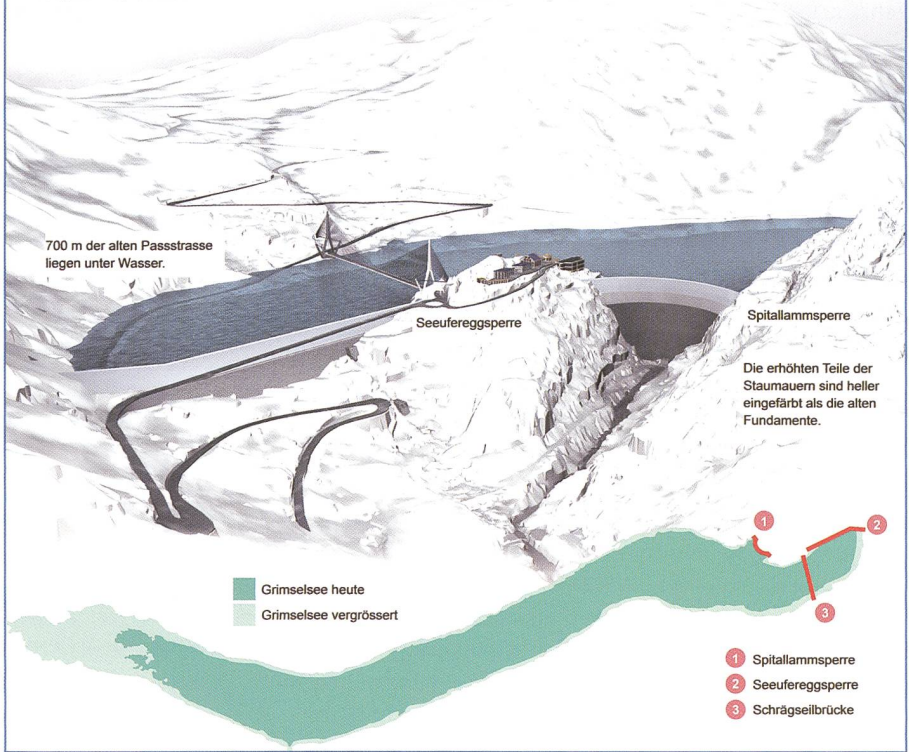 700 m der alten Passstrasse
liegen unter Wasser.
Seeufereggsperre
Spitallammsperre
Die erhöhten Teile der
Staumauern sind heller
eingefärbt als die alten
Fundamente.
1
2
3
Grimselsee heute
Grimselsee vergrössert
1 Spitallammsperre
2 Seeufereggsperre
3 Schrägseilbrücke